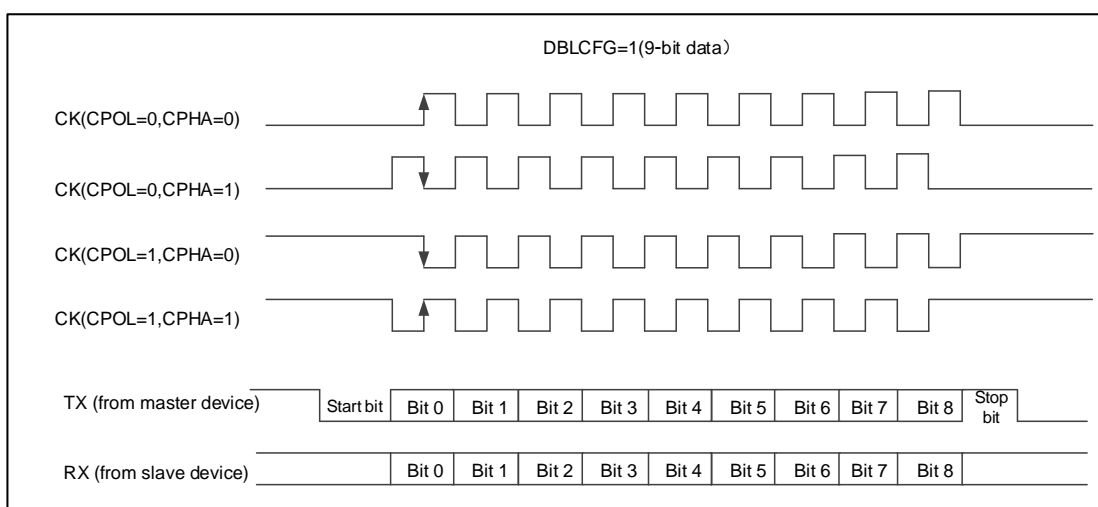 DBLCFG=1(9-bit data）
CK(CPOL=0,CPHA=0)
CK(CPOL=0,CPHA=1)
CK(CPOL=1,CPHA=0)
CK(CPOL=1,CPHA=1)
TX (from master device) Start bit Bit 0 Bit 1 Bit 2 Bit 3 Bit 4 Bit 5 Bit 6 Bit 7 Bit 8 Stop
bit
RX (from slave device) Bit 0 Bit 1 Bit 2 Bit 3 Bit 4 Bit 5 Bit 6 Bit 7 Bit 8